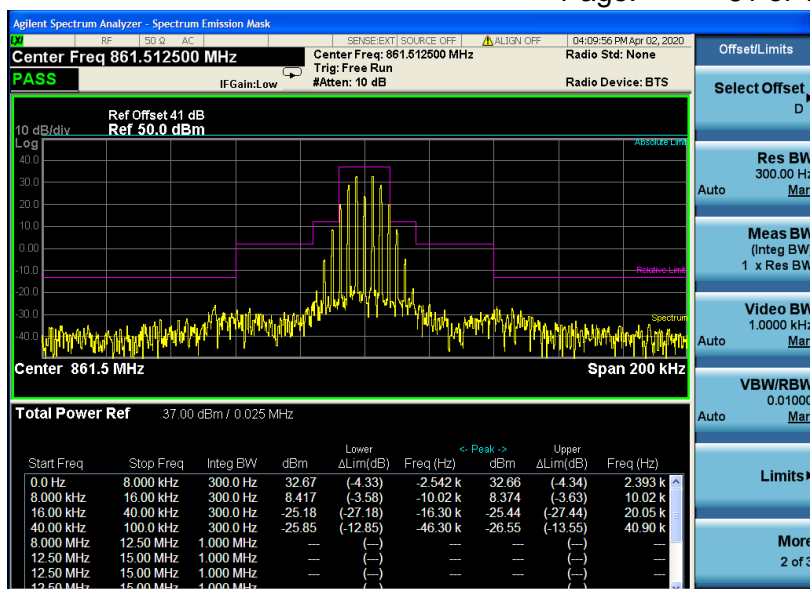 Agilent Spectrum Analyzer - Spectrum Emission Mask
LXI RF 50 Ω AC SENSE:EXT SOURCE OFF ALIGN OFF 04:09:56 PM Apr 02, 2020
Center Freq 861.512500 MHz
Center Freq: 861.512500 MHz Radio Std: None
Trig: Free Run
PASS IFGain:Low #Atten: 10 dB Radio Device: BTS
Ref Offset 41 dB
10 dB/div Ref 50.0 dBm
Log
Absolute Limit
40.0
30.0
20.0
10.0
0.00
-10.0
Relative Limit
-20.0
-30.0
Spectrum
-40.0
Center 861.5 MHz Span 200 kHz
Total Power Ref 37.00 dBm / 0.025 MHz
Lower <- Peak -> Upper
Start Freq Stop Freq Integ BW dBm ΔLim(dB) Freq (Hz) dBm ΔLim(dB) Freq (Hz)
0.0 Hz 8.000 kHz 300.0 Hz 32.67 (-4.33) -2.542 k 32.66 (-4.34) 2.393 k
8.000 kHz 16.00 kHz 300.0 Hz 8.417 (-3.58) -10.02 k 8.374 (-3.63) 10.02 k
16.00 kHz 40.00 kHz 300.0 Hz -25.18 (-27.18) -16.30 k -25.44 (-27.44) 20.05 k
40.00 kHz 100.0 kHz 300.0 Hz -25.85 (-12.85) -46.30 k -26.55 (-13.55) 40.90 k
8.000 MHz 12.50 MHz 1.000 MHz --- (---) --- --- (---) ---
12.50 MHz 15.00 MHz 1.000 MHz --- (---) --- --- (---) ---
12.50 MHz 15.00 MHz 1.000 MHz --- (---) --- --- (---) ---
12.50 MHz 15.00 MHz 1.000 MHz
Offset/Limits
Select Offset
D
Res BW
300.00 Hz
Auto Man
Meas BW
(Integ BW)
1 x Res BW
Video BW
1.0000 kHz
Auto Man
VBW/RBW
0.01000
Auto Man
Limits
More
2 of 3